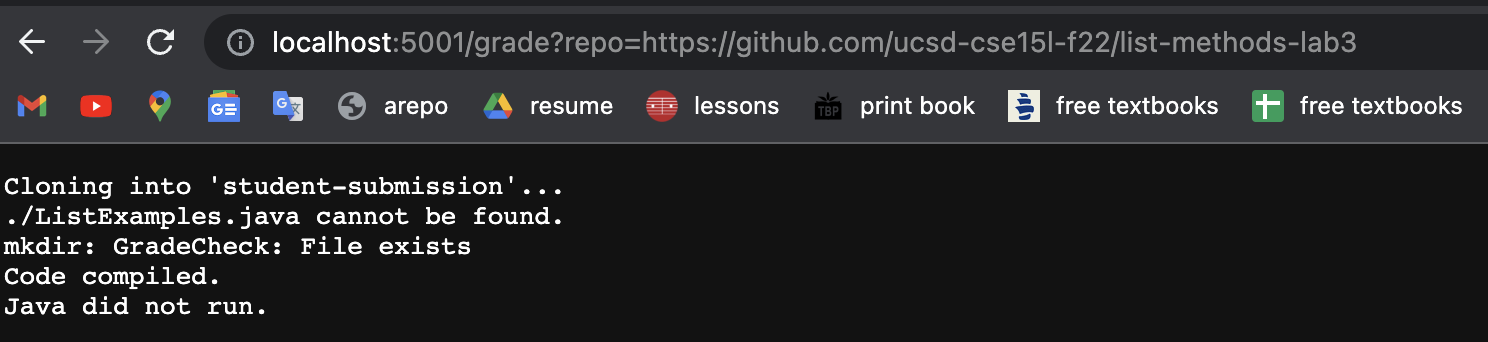 localhost:5001/grade?repo=https://github.com/ucsd-cse15l-f22/list-methods-lab3
arepo resume lessons TBP print book free textbooks free textbooks
Cloning into 'student-submission'...
./ListExamples.java cannot be found.
mkdir: GradeCheck: File exists
Code compiled.
Java did not run.